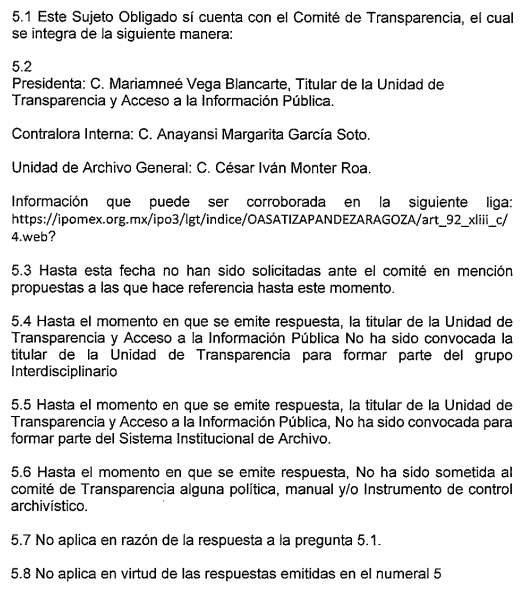 5.1 Este Sujeto Obligado sí cuenta con el Comité de Transparencia, el cual
se integra de la siguiente manera:
5.2
Presidenta: C. Mariamneé Vega Blancarte, Titular de la Unidad de
Transparencia y Acceso a la Información Pública.
Contralora Interna: C. Anayansi Margarita García Soto.
Unidad de Archivo General: C. César Iván Monter Roa.
Información que puede ser corroborada en la siguiente liga:
https://ipomex.org.mx/ipo3/lgt/indice/OASATIZAPANDEZARAGOZA/art_92_xliii_c/
4.web?
5.3 Hasta esta fecha no han sido solicitadas ante el comité en mención
propuestas a las que hace referencia hasta este momento.
5.4 Hasta el momento en que se emite respuesta, la titular de la Unidad de
Transparencia y Acceso a la Información Pública No ha sido convocada la
titular de la Unidad de Transparencia para formar parte del grupo
Interdisciplinario
5.5 Hasta el momento en que se emite respuesta, la titular de la Unidad de
Transparencia y Acceso a la Información Pública, No ha sido convocada para
formar parte del Sistema Institucional de Archivo.
5.6 Hasta el momento en que se emite respuesta, No ha sido sometida al
comité de Transparencia alguna política, manual y/o Instrumento de control
archivístico.
5.7 No aplica en razón de la respuesta a la pregunta 5.1.
5.8 No aplica en virtud de las respuestas emitidas en el numeral 5